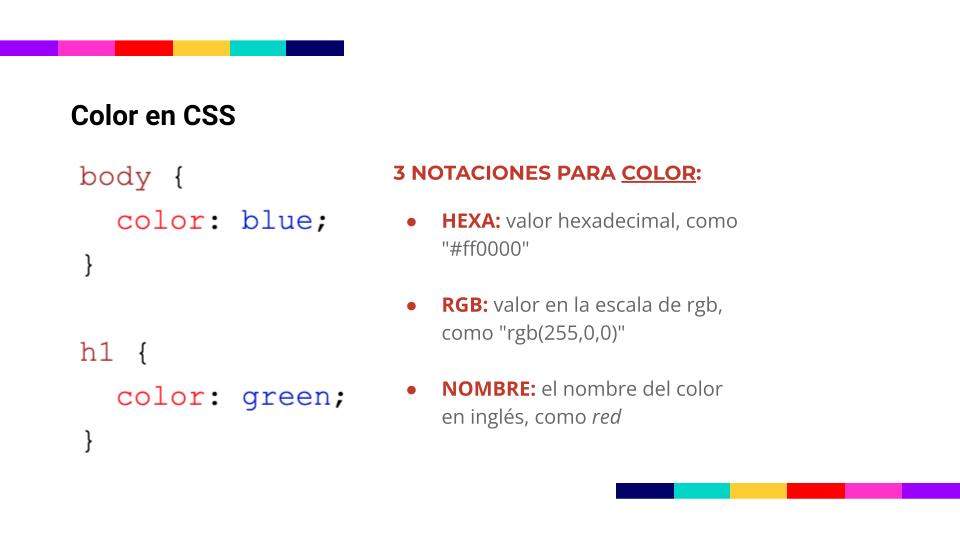 Color en CSS
body {
  color: blue;
}
h1 {
  color: green;
}
3 NOTACIONES PARA COLOR:
● HEXA: valor hexadecimal, como
"#ff0000"
● RGB: valor en la escala de rgb,
como "rgb(255,0,0)"
● NOMBRE: el nombre del color
en inglés, como red